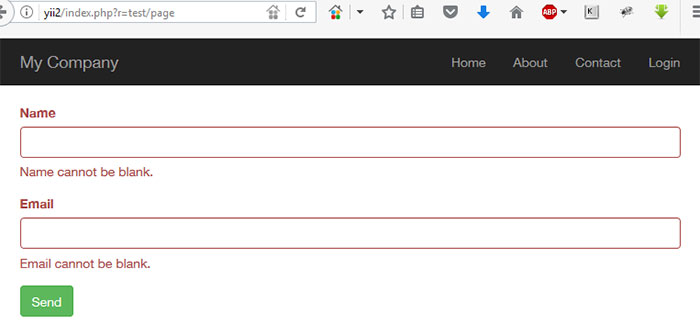 yii2/index.php?r=test/page
ABP
K
My Company
Home About Contact Login
Name
Name cannot be blank.
Email
Email cannot be blank.
Send